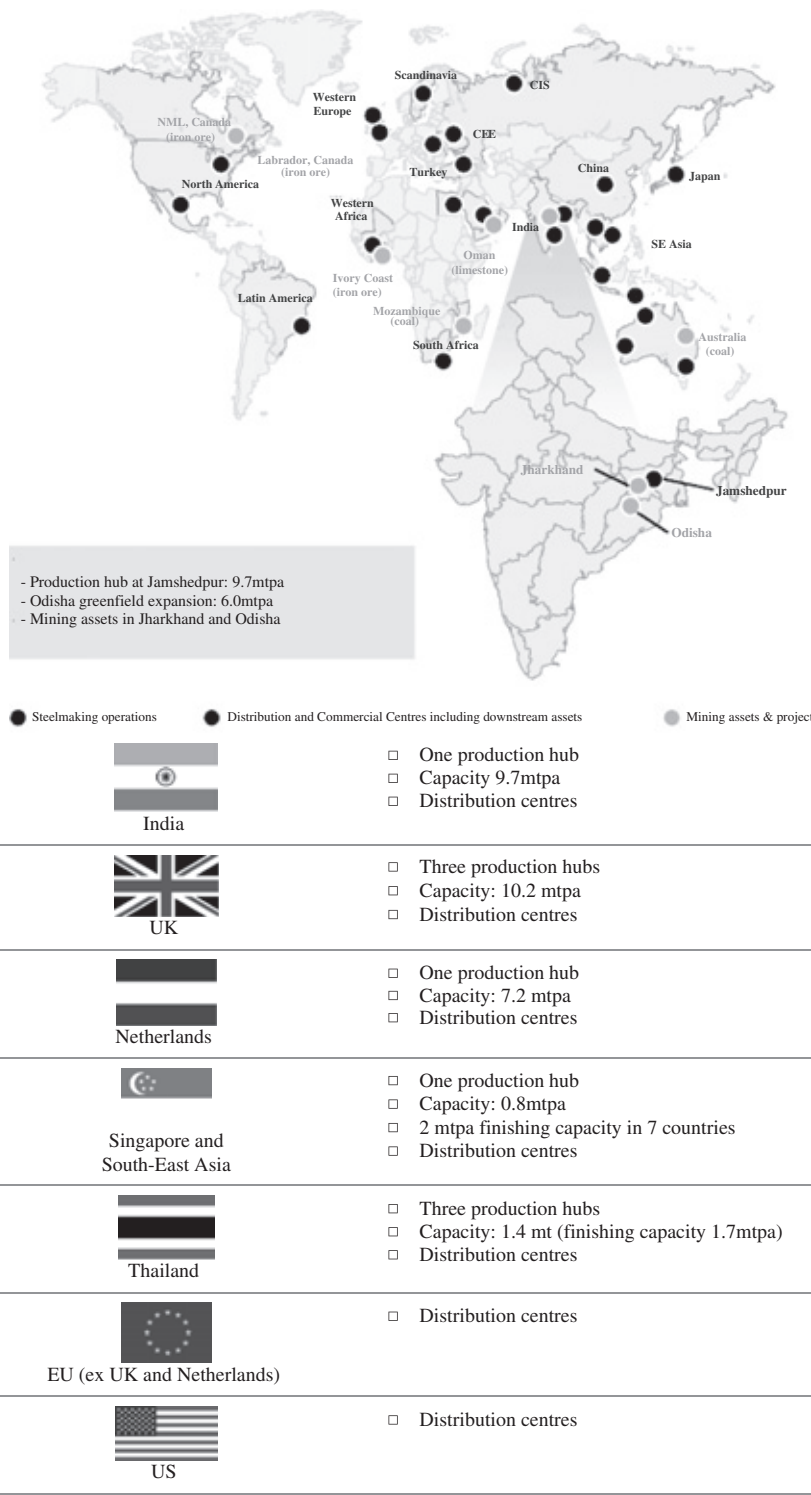 Scandinavia
CIS
Western
Europe
NML, Canada
(iron ore)
CEE
Labrador, Canada
(iron ore)
Turkey
China
Japan
North America
Western
Africa
India
SE Asia
Oman
(limestone)
Ivory Coast
(iron ore)
Latin America
Mozambique
(coal)
South Africa
Australia
(coal)
Jharkhand
Jamshedpur
Odisha
- Production hub at Jamshedpur: 9.7mtpa
- Odisha greenfield expansion: 6.0mtpa
- Mining assets in Jharkhand and Odisha
Steelmaking operations
Distribution and Commercial Centres including downstream assets
Mining assets & project
India
□ One production hub
□ Capacity 9.7mtpa
□ Distribution centres
UK
□ Three production hubs
□ Capacity: 10.2 mtpa
□ Distribution centres
Netherlands
□ One production hub
□ Capacity: 7.2 mtpa
□ Distribution centres
Singapore and
South-East Asia
□ One production hub
□ Capacity: 0.8mtpa
□ 2 mtpa finishing capacity in 7 countries
□ Distribution centres
Thailand
□ Three production hubs
□ Capacity: 1.4 mt (finishing capacity 1.7mtpa)
□ Distribution centres
EU (ex UK and Netherlands)
□ Distribution centres
US
□ Distribution centres